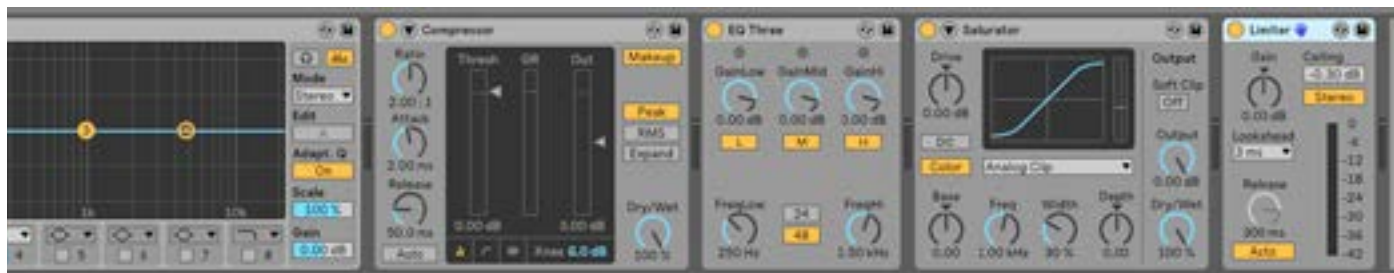 Mode
Stereo
Edit
A
Adapt. Q
On
Scale
100 %
Gain
0.00 dB
1k
10k
4
5
6
7
8
Compressor
Ratio
2.00 : 1
Attack
2.00 ms
Release
50.0 ms
Auto
Thresh
GR
Out
0.00 dB
0.00 dB
Knee 6.0 dB
Makeup
Peak
RMS
Expand
Dry/Wet
100 %
EQ Three
GainLow
GainMid
GainHi
0.00 dB
0.00 dB
0.00 dB
L
M
H
FreqLow
250 Hz
24
48
FreqHi
Saturator
Drive
0.00 dB
DC
Color
Analog Clip
Base
0.00
Freq
1.00 kHz
Width
30 %
Depth
0.00
Output
Soft Clip
Off
Output
0.00 dB
Dry/Wet
100 %
Limiter
Gain
0.00 dB
Lookahead
3 ms
Release
300 ms
Auto
Ceiling
-0.30 dB
Stereo
0
-6
-12
-18
-24
-30
-36
-42